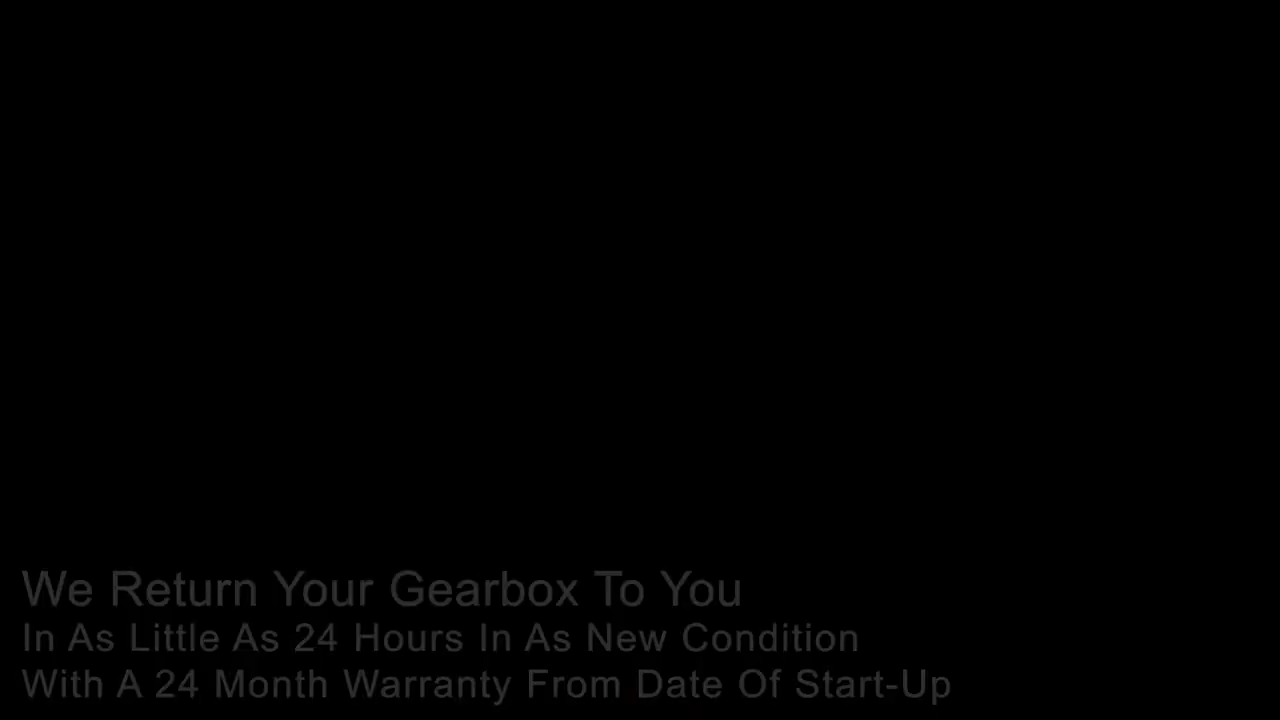 We Return Your Gearbox To You
In As Little As 24 Hours In As New Condition
With A 24 Month Warranty From Date Of Start-Up